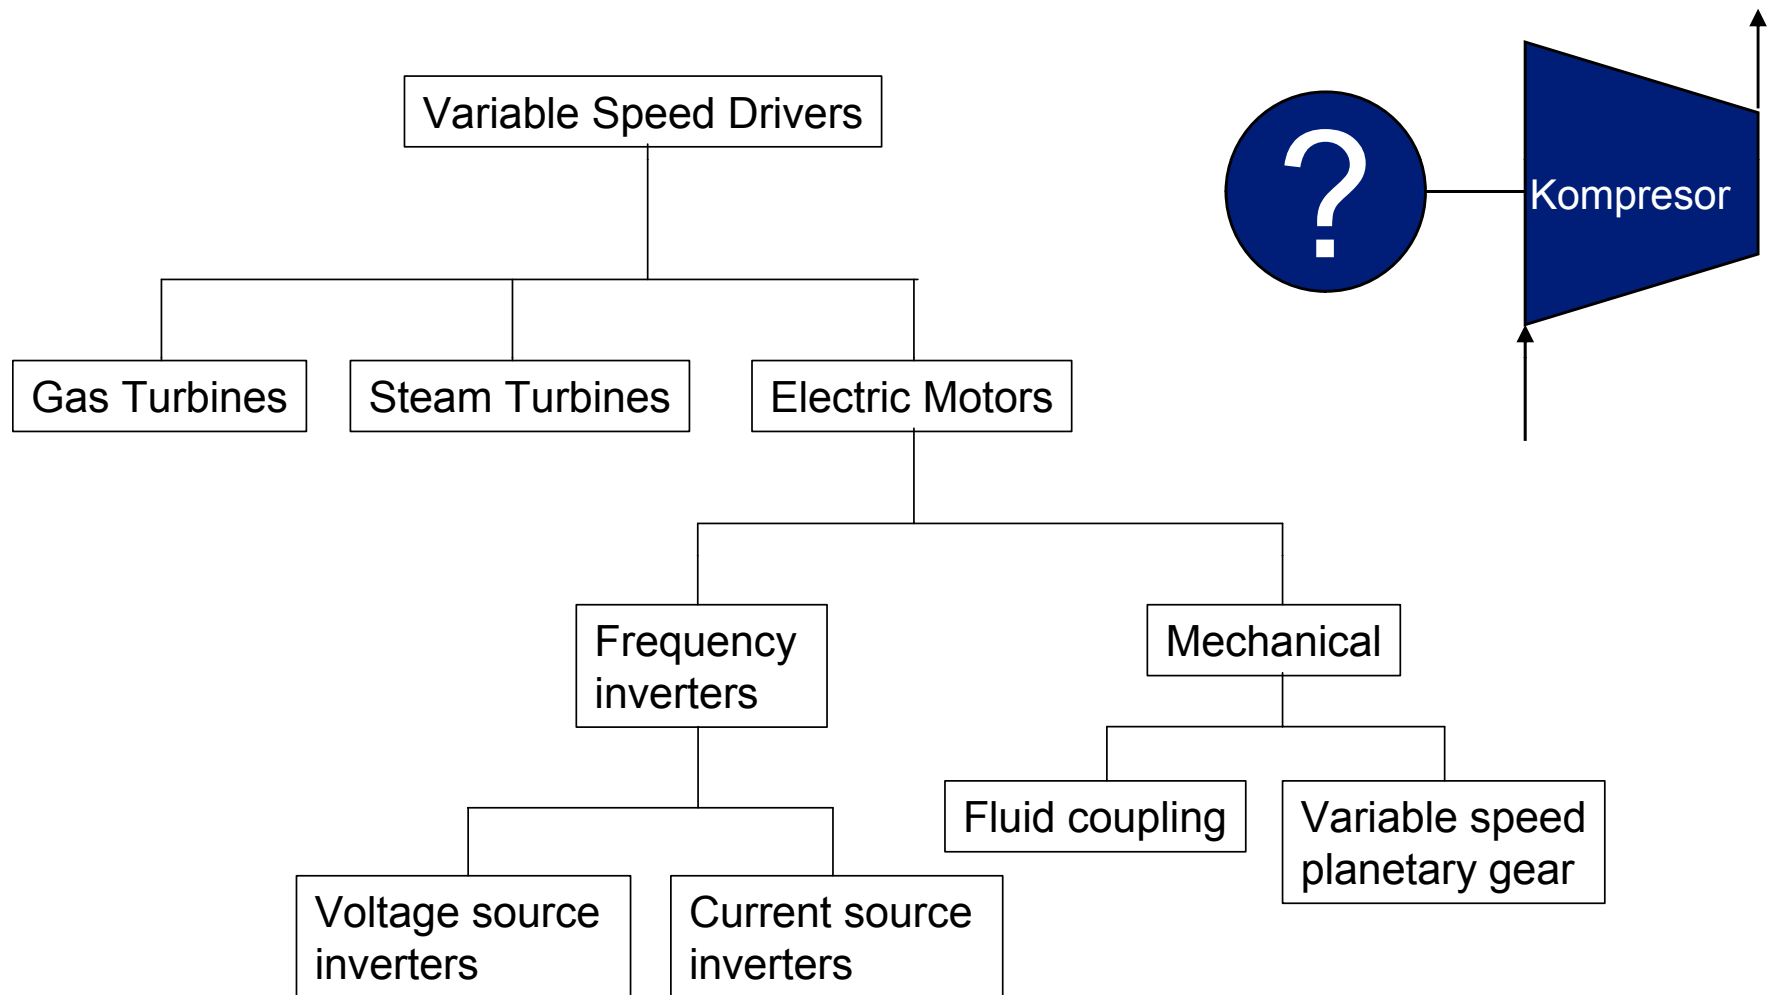 Variable Speed Drivers
?
Kompresor
Gas Turbines
Steam Turbines
Electric Motors
Frequency
inverters
Mechanical
Fluid coupling
Variable speed
planetary gear
Voltage source
inverters
Current source
inverters